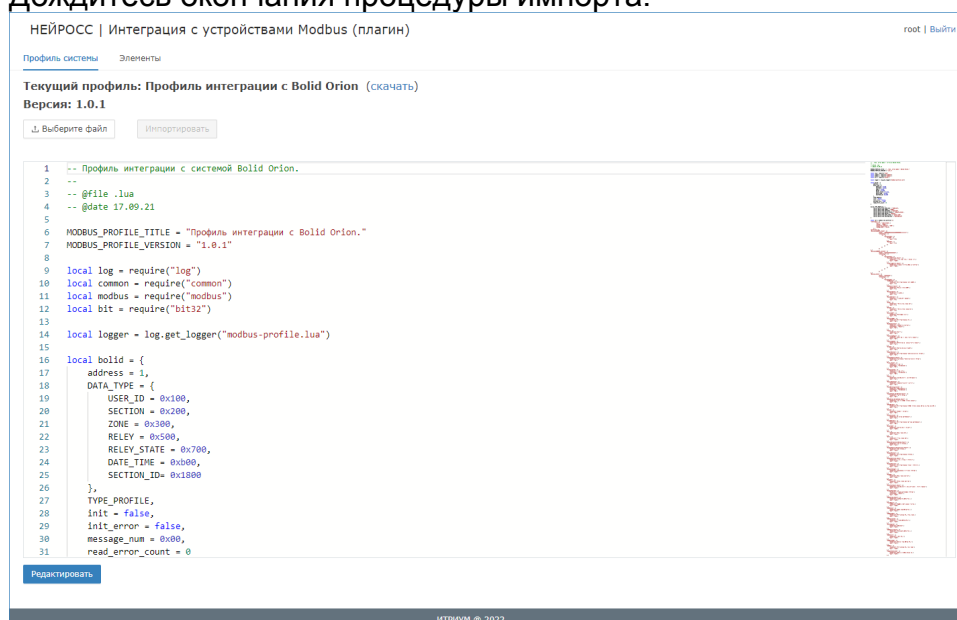 Дождитесь окончания процедуры импорта.
НЕЙРОСС | Интеграция с устройствами Modbus (плагин)
root | Выйти
Профиль системы Элементы
Текущий профиль: Профиль интеграции с Bolid Orion (скачать)
Версия: 1.0.1
Выберите файл Импортировать
1 -- Профиль интеграции с системой Bolid Orion.
2 --
3 -- @file .lua
4 -- @date 17.09.21
5
6 MODBUS_PROFILE_TITLE = "Профиль интеграции с Bolid Orion."
7 MODBUS_PROFILE_VERSION = "1.0.1"
8
9 local log = require("log")
10 local common = require("common")
11 local modbus = require("modbus")
12 local bit = require("bit32")
13
14 local logger = log.get_logger("modbus-profile.lua")
15
16 local bolid = {
17 address = 1,
18 DATA_TYPE = {
19 USER_ID = 0x100,
20 SECTION = 0x200,
21 ZONE = 0x300,
22 RELEY = 0x500,
23 RELEY_STATE = 0x700,
24 DATE_TIME = 0xb00,
25 SECTION_ID= 0x1800
26 },
27 TYPE_PROFILE,
28 init = false,
29 init_error = false,
30 message_num = 0x00,
31 read_error_count = 0
Редактировать
ИТРИУМ @ 2022